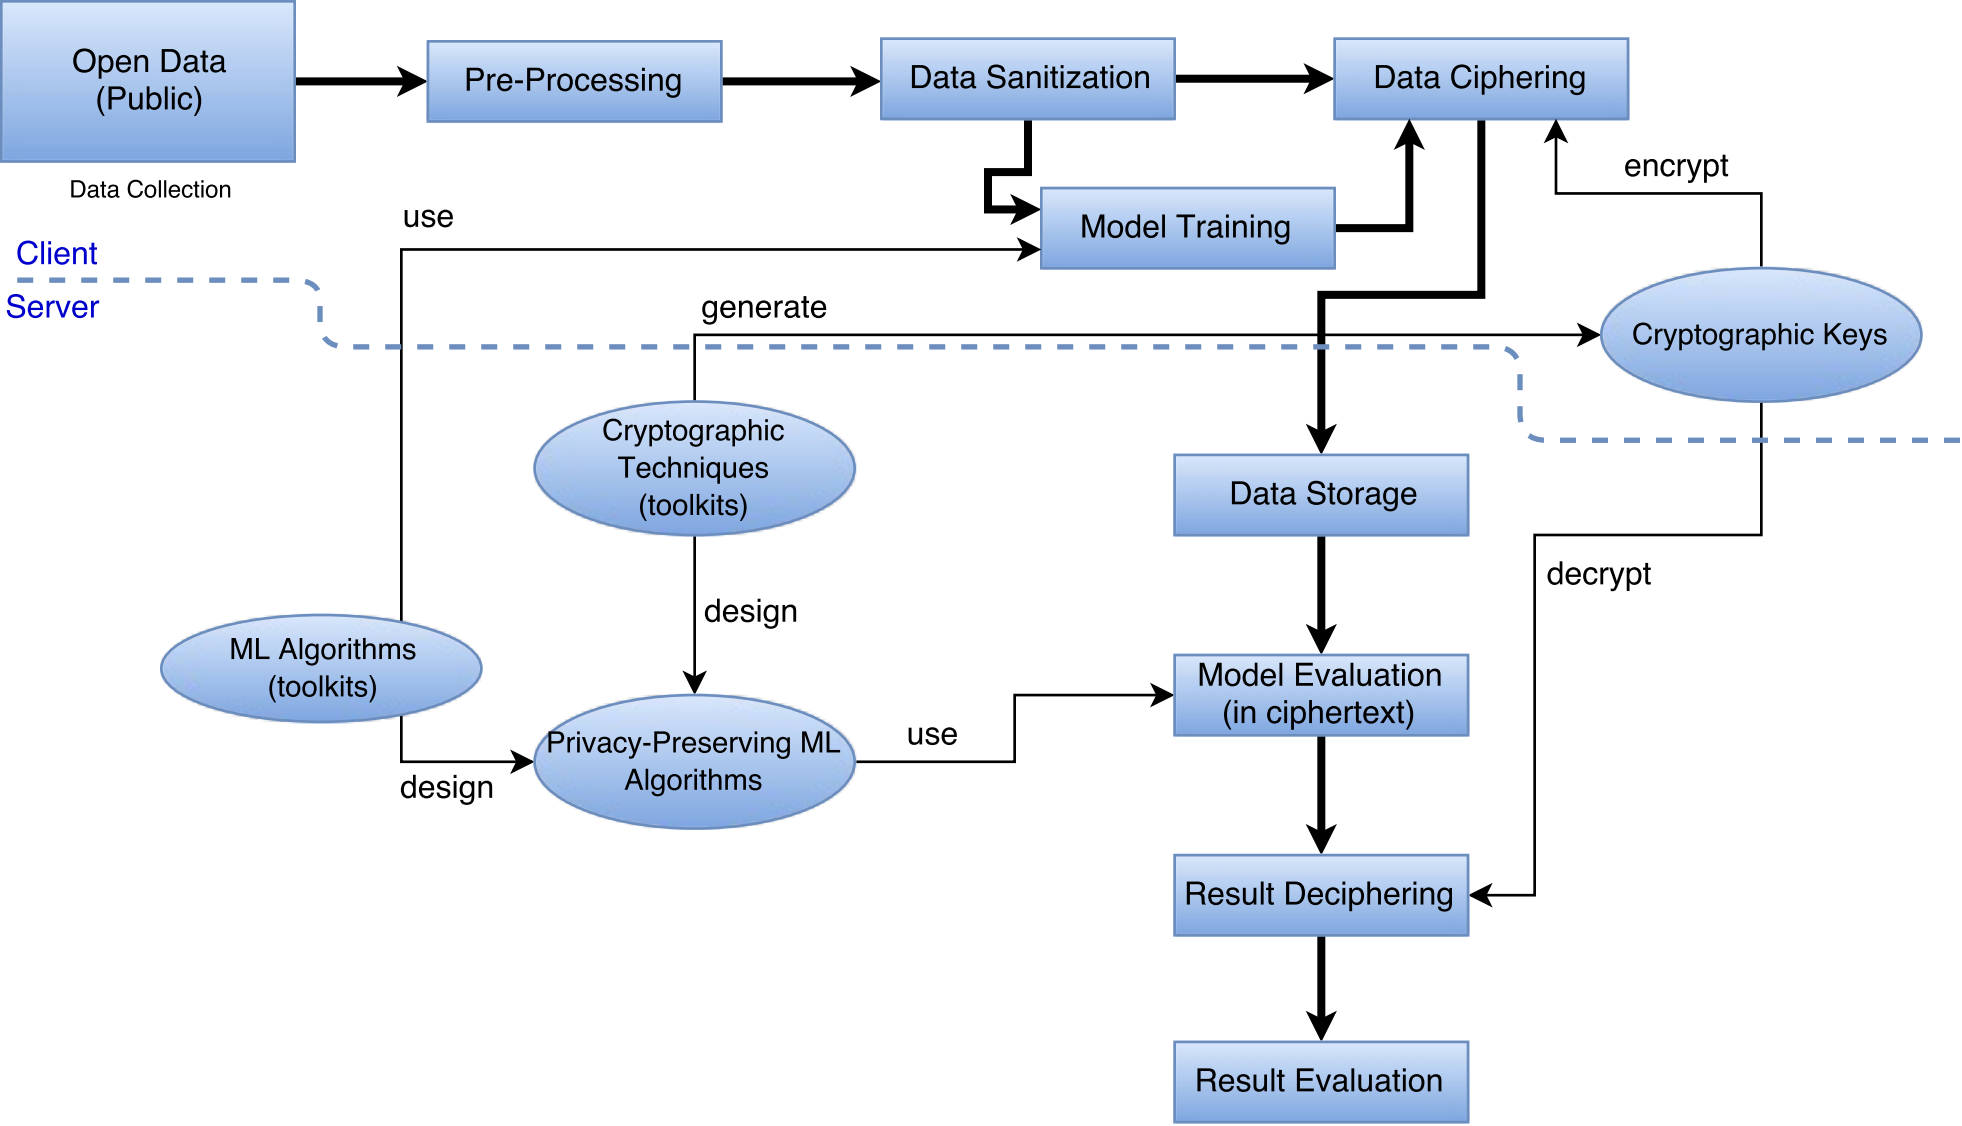 Open Data
(Public)
Pre-Processing
Data Sanitization
Data Ciphering
Data Collection
encrypt
use
Model Training
Client
Server
generate
Cryptographic Keys
Cryptographic
Techniques
(toolkits)
Data Storage
decrypt
design
ML Algorithms
(toolkits)
Model Evaluation
(in ciphertext)
Privacy-Preserving ML
Algorithms
use
design
Result Deciphering
Result Evaluation